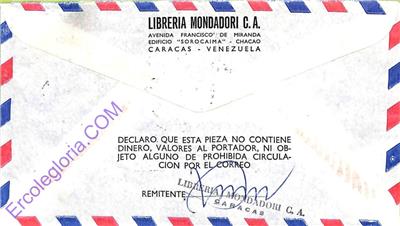 LIBRERIA MONDADORI C. A.
AVENIDA FRANCISCO DE MIRANDA
EDIFICIO "SOROCAIMA" - CHACAO
CARACAS - VENEZUELA
Ercolegloria.COM
DECLARO QUE ESTA PIEZA NO CONTIENE
DINERO, VALORES AL PORTADOR, NI OB-
JETO ALGUNO DE PROHIBIDA CIRCULA-
CION POR EL CORREO
REMITENTE:
LIBRERIA MONDADORI C. A.
CARACAS